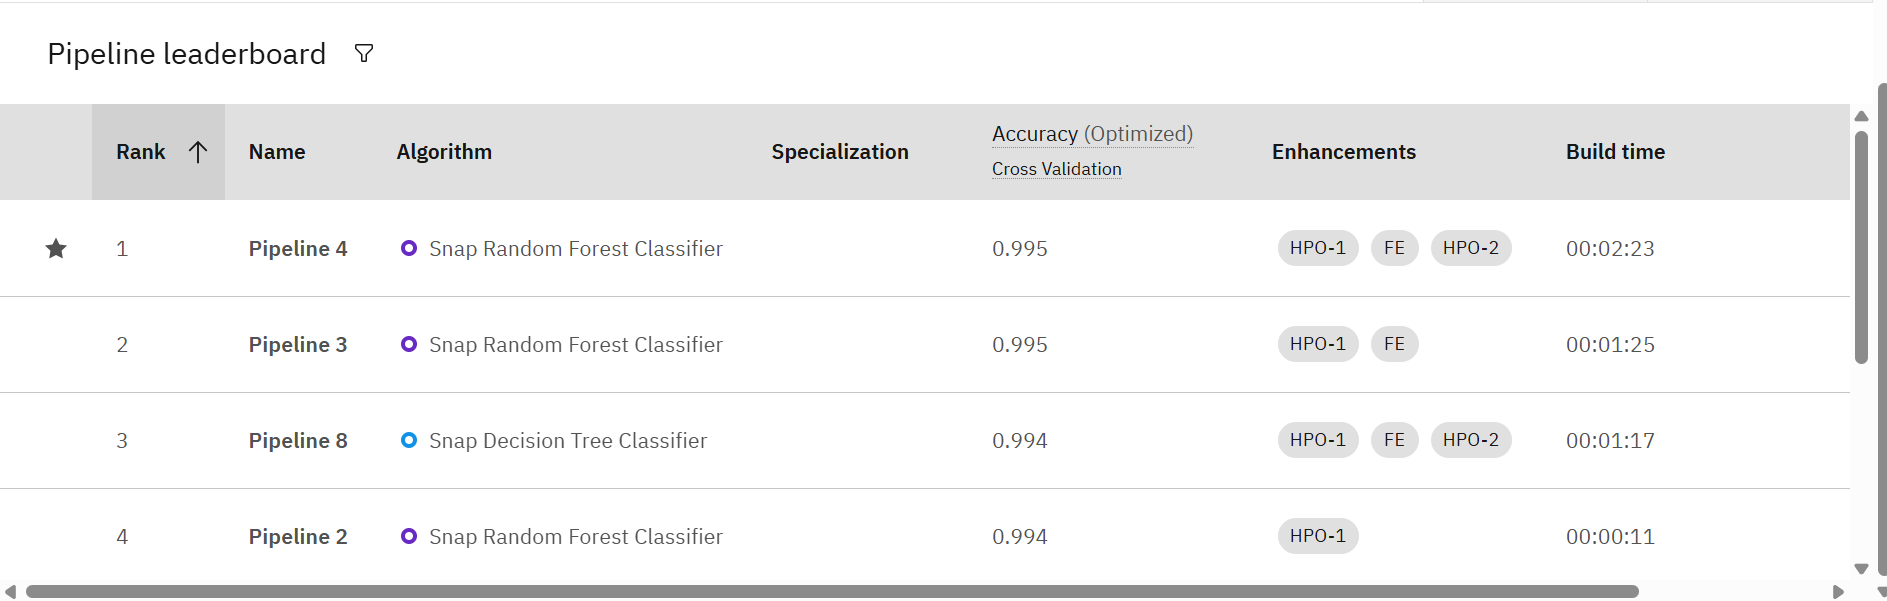 Pipeline leaderboard
Rank Name Algorithm Specialization Accuracy (Optimized) Cross Validation Enhancements Build time
1 Pipeline 4 Snap Random Forest Classifier 0.995 HPO-1 FE HPO-2 00:02:23
2 Pipeline 3 Snap Random Forest Classifier 0.995 HPO-1 FE 00:01:25
3 Pipeline 8 Snap Decision Tree Classifier 0.994 HPO-1 FE HPO-2 00:01:17
4 Pipeline 2 Snap Random Forest Classifier 0.994 HPO-1 00:00:11